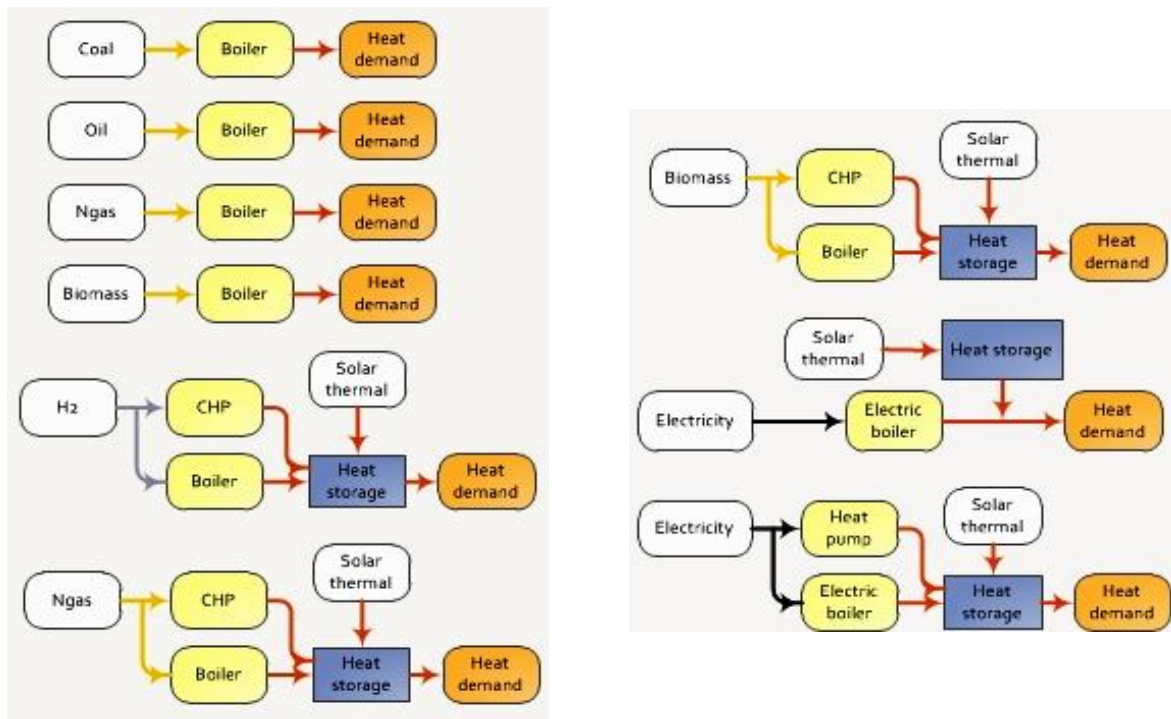 Coal
Boiler
Heat
demand
Oil
Boiler
Heat
demand
Ngas
Boiler
Heat
demand
Biomass
Boiler
Heat
demand
H2
CHP
Solar
thermal
Boiler
Heat
storage
Heat
demand
Ngas
CHP
Solar
thermal
Boiler
Heat
storage
Heat
demand
Biomass
CHP
Solar
thermal
Boiler
Heat
storage
Heat
demand
Solar
thermal
Heat storage
Electricity
Electric
boiler
Heat
demand
Electricity
Heat
pump
Solar
thermal
Electric
boiler
Heat
storage
Heat
demand